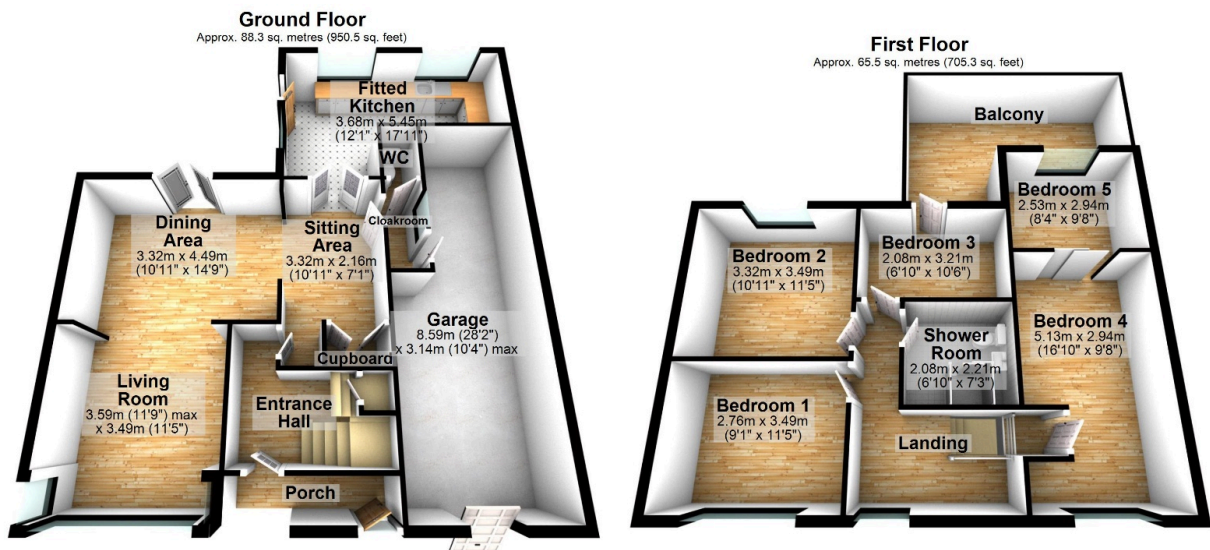 Ground Floor
Approx. 88.3 sq. metres (950.5 sq. feet)
Fitted
Kitchen
3.68m x 5.45m
(12'1" x 17'11")
WC
Cloakroom
Dining
Area
3.32m x 4.49m
(10'11" x 14'9")
Sitting
Area
3.32m x 2.16m
(10'11" x 7'1")
Garage
8.59m (28'2")
x 3.14m (10'4") max
Cupboard
Living
Room
3.59m (11'9") max
x 3.49m (11'5")
Entrance
Hall
Porch
First Floor
Approx. 65.5 sq. metres (705.3 sq. feet)
Balcony
Bedroom 5
2.53m x 2.94m
(8'4" x 9'8")
Bedroom 2
3.32m x 3.49m
(10'11" x 11'5")
Bedroom 3
2.08m x 3.21m
(6'10" x 10'6")
Shower
Room
2.08m x 2.21m
(6'10" x 7'3")
Bedroom 4
5.13m x 2.94m
(16'10" x 9'8")
Bedroom 1
2.76m x 3.49m
(9'1" x 11'5")
Landing